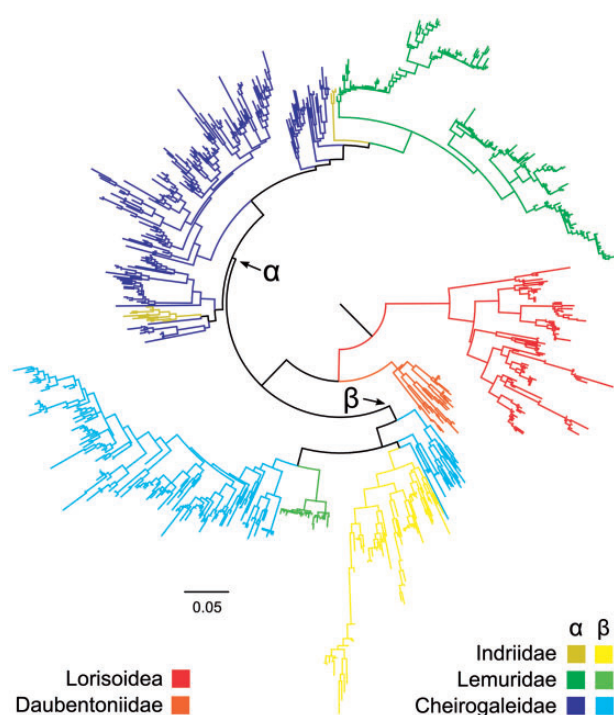 α
β
0.05
α β
Lorisoidea
Daubentoniidae
Indriidae
Lemuridae
Cheirogaleidae